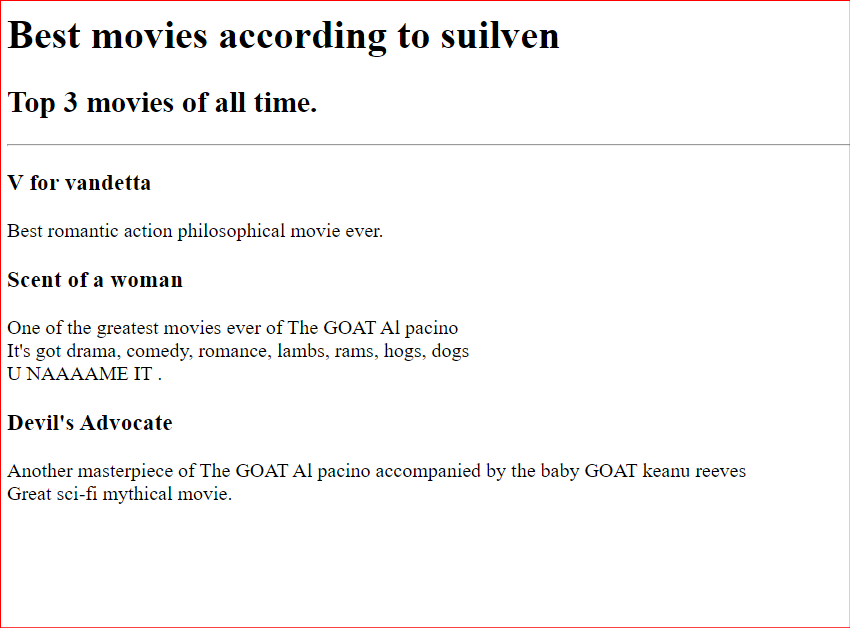 Best movies according to suilven
Top 3 movies of all time.
V for vandetta
Best romantic action philosophical movie ever.
Scent of a woman
One of the greatest movies ever of The GOAT Al pacino
It's got drama, comedy, romance, lambs, rams, hogs, dogs
U NAAAAME IT .
Devil's Advocate
Another masterpiece of The GOAT Al pacino accompanied by the baby GOAT keanu reeves
Great sci-fi mythical movie.